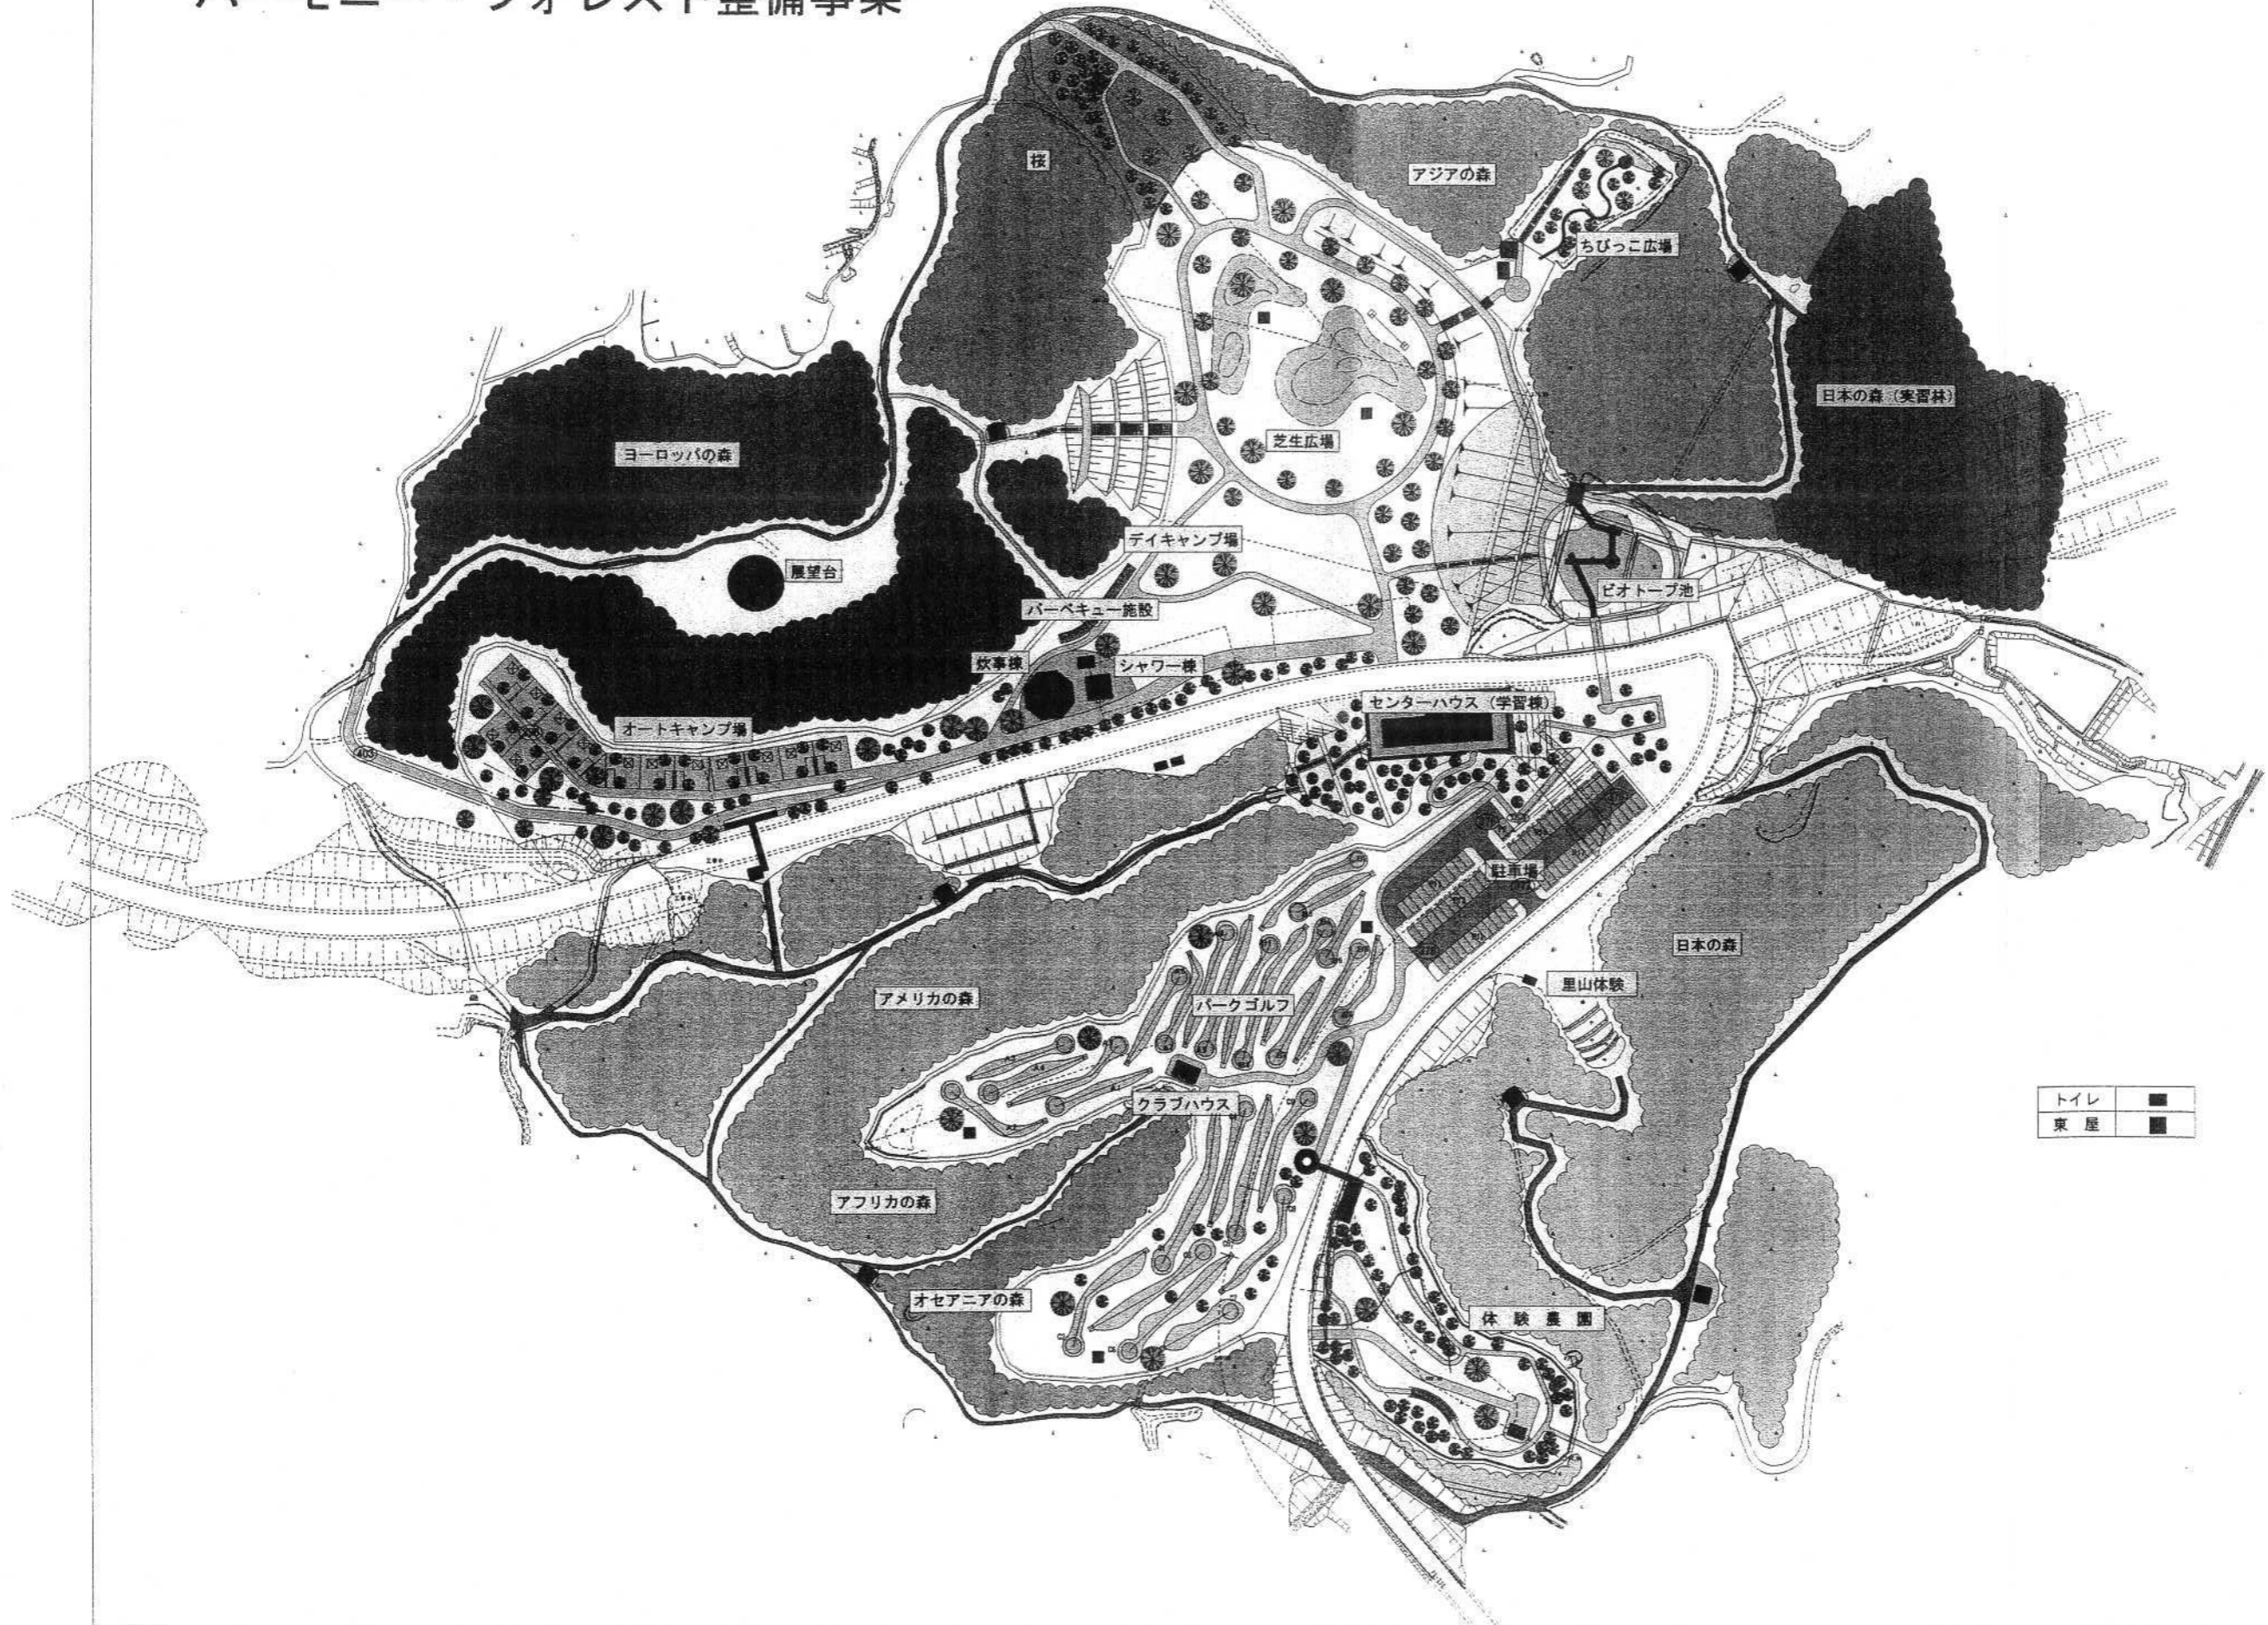 ハーモニー・フォレスト整備事業
桜
アジアの森
ちびっこ広場
日本の森（実習林）
ヨーロッパの森
芝生広場
デイキャンプ場
展望台
ビオトープ池
バーベキュー施設
炊事棟
シャワー棟
センターハウス（学習棟）
オートキャンプ場
403
駐車場
日本の森
里山体験
アメリカの森
パークゴルフ
クラブハウス
トイレ
東屋
アフリカの森
オセアニアの森
体験農園